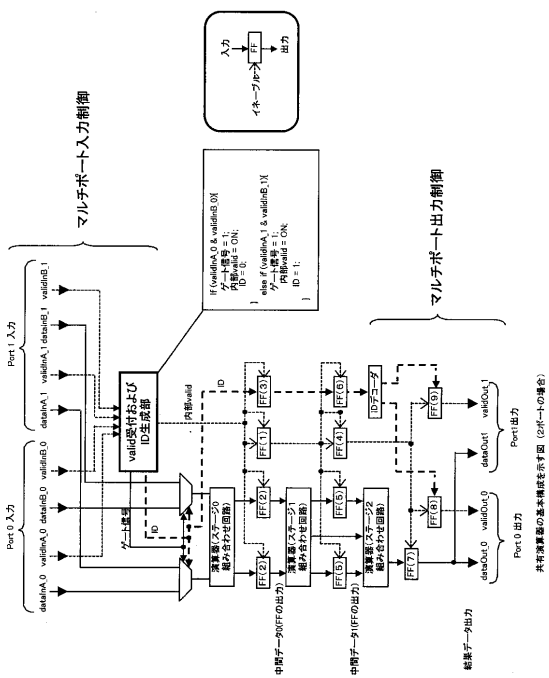 マルチポート入力制御
Port 0 入力
Port 1 入力
dataInA_0
validInA_0
dataInB_0
validInB_0
dataInA_1
validInA_1
dataInB_1
validInB_1
ゲート信号
ID
valid受付および
ID生成部
If (validInA_0 & validInB_0){
ゲート信号 = 1;
内部valid = ON;
ID = 0;
}
else if (validInA_1 & validInB_1){
ゲート信号 = 1;
内部valid = ON;
ID = 1;
}
入力
イネーブル
FF
出力
内部valid
ID
演算器(ステージ0
組み合わせ回路)
中間データ0(FFの出力)
FF(2)
FF(2)
FF(1)
FF(3)
演算器(ステージ1
組み合わせ回路)
中間データ1(FFの出力)
FF(5)
FF(5)
FF(4)
FF(6)
演算器(ステージ2
組み合わせ回路)
IDデコーダ
マルチポート出力制御
結果データ出力
FF(7)
FF(8)
FF(9)
dataOut_0
validOut_0
dataOut1
validOut_1
Port 0 出力
Port1出力
共有演算器の基本構成を示す図 (2ポートの場合)